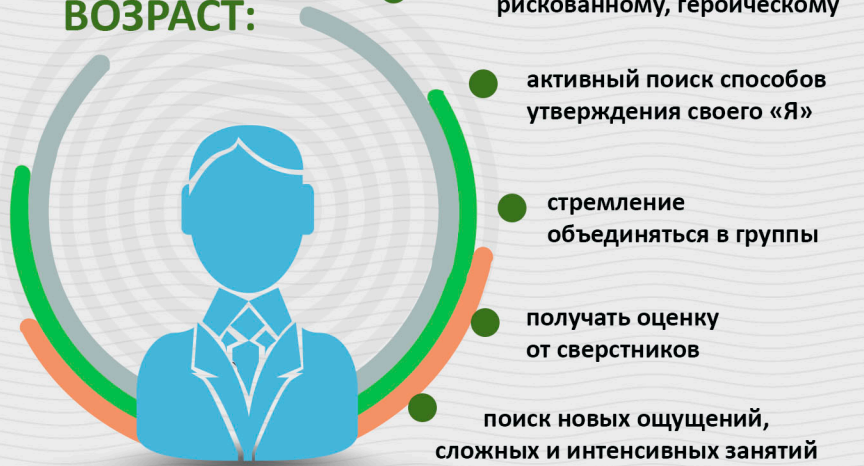 ВОЗРАСТ:
рискованному, героическому
активный поиск способов
утверждения своего «Я»
стремление
объединяться в группы
получать оценку
от сверстников
поиск новых ощущений,
сложных и интенсивных занятий